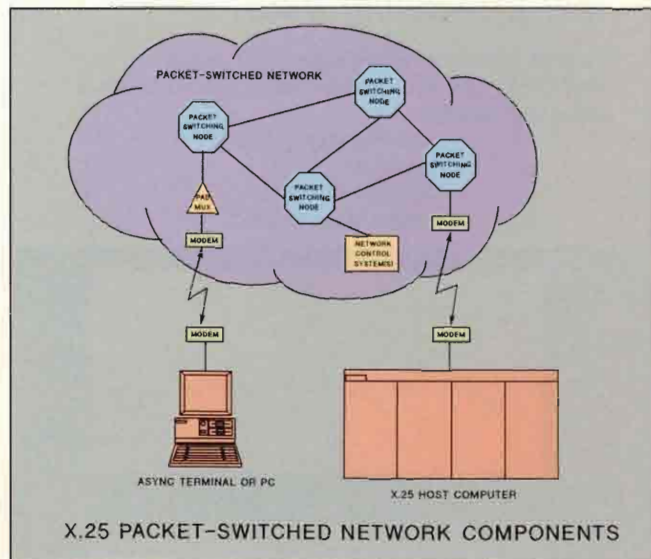 PACKET-SWITCHED NETWORK
PACKET
SWITCHING
NODE
PACKET
SWITCHING
NODE
PACKET
SWITCHING
NODE
PACKET
SWITCHING
NODE
PAD
MUX
MODEM
NETWORK
CONTROL
SYSTEM(S)
MODEM
MODEM
MODEM
ASYNC TERMINAL OR PC
X.25 HOST COMPUTER
X.25 PACKET-SWITCHED NETWORK COMPONENTS